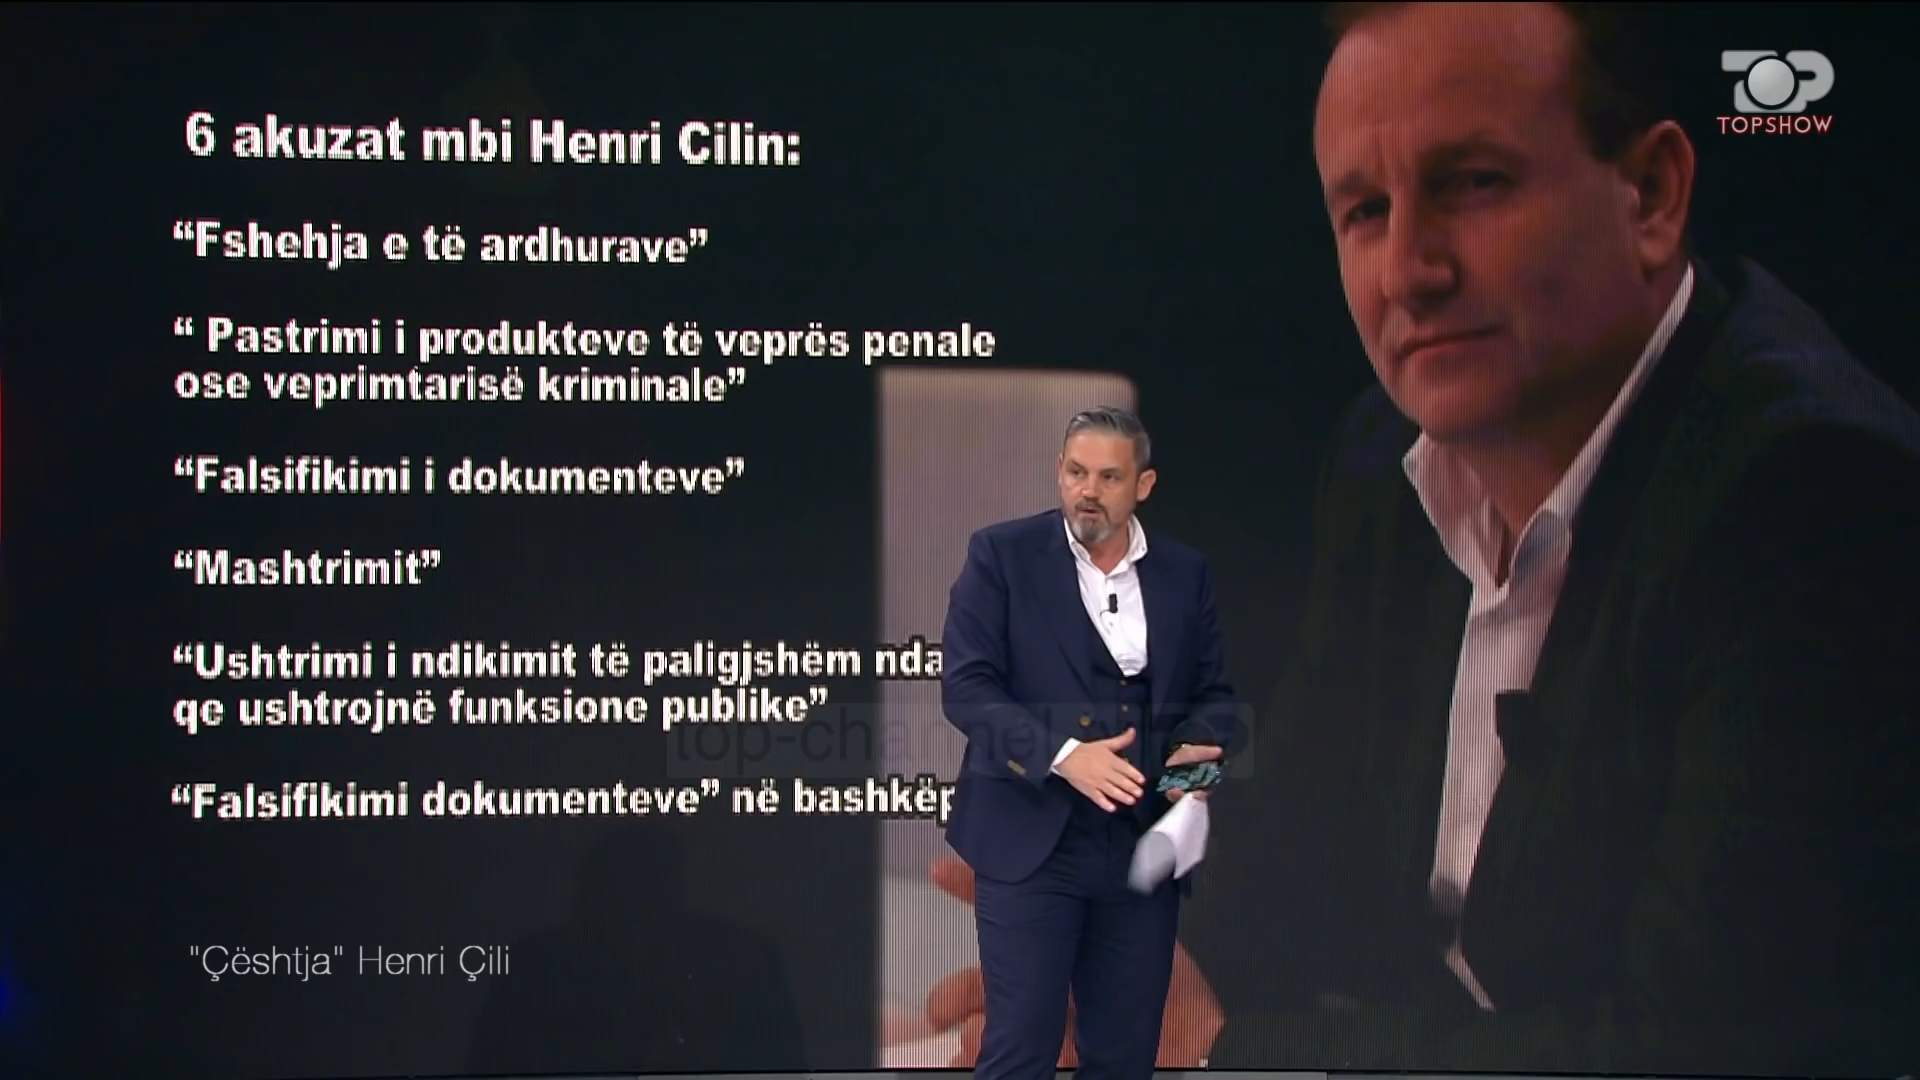 TOP
TOPSHOW
6 akuzat mbi Henri Cilin:
“Fshehja e të ardhurave”
“ Pastrimi i produkteve të veprës penale
ose veprimtarisë kriminale”
“Falsifikimi i dokumenteve”
“Mashtrimit”
“Ushtrimi i ndikimit të paligjshëm nda
qe ushtrojnë funksione publike”
“Falsifikimi dokumenteve” në bashkëp
"Çështja" Henri Çili